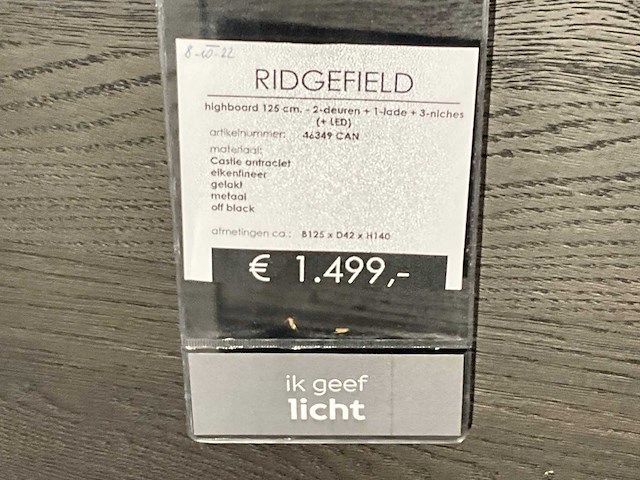 8-10-22
RIDGEFIELD
highboard 125 cm. - 2-deuren + 1-lade + 3-niches
(+ LED)
artikelnummer: 46349 CAN
materiaal:
Castle antraciet
eikenfineer
gelakt
metaal
off black
afmetingen ca.: B125 x D42 x H140
€ 1.499,-
ik geef
licht